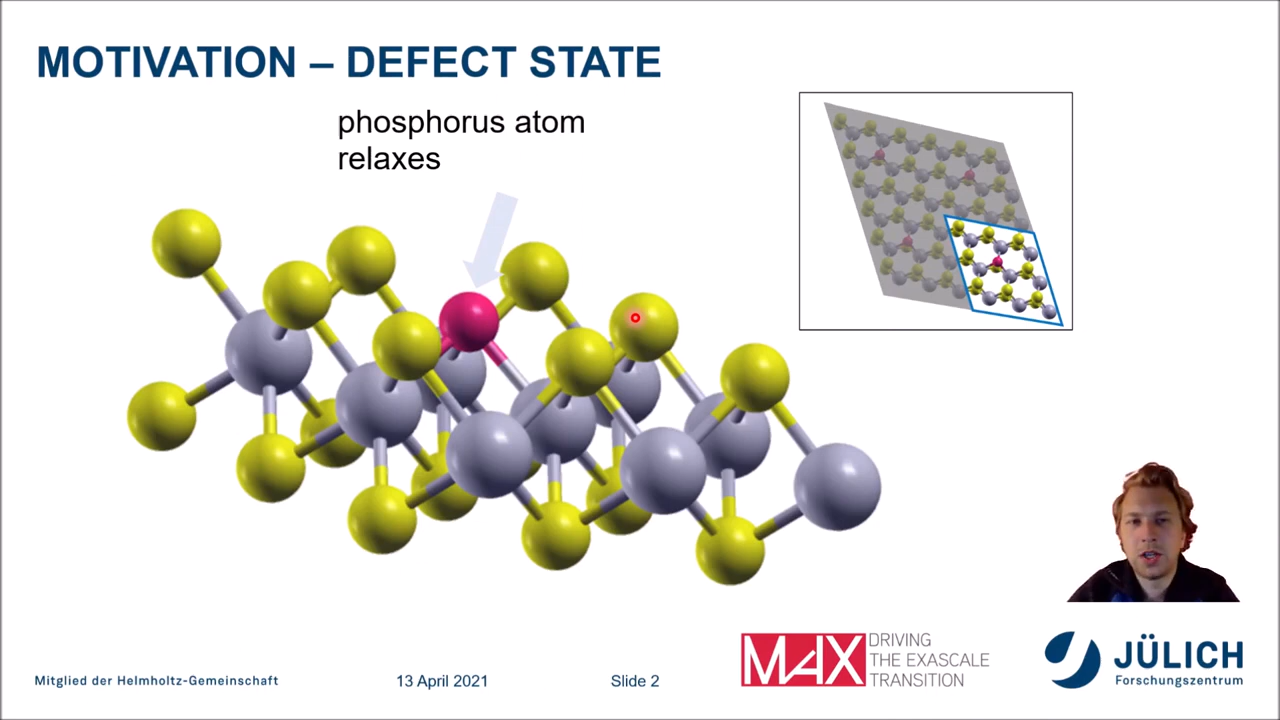 MOTIVATION – DEFECT STATE
phosphorus atom
relaxes
Mitglied der Helmholtz-Gemeinschaft
13 April 2021
Slide 2
MAX
DRIVING
THE EXASCALE
TRANSITION
JÜLICH
Forschungszentrum